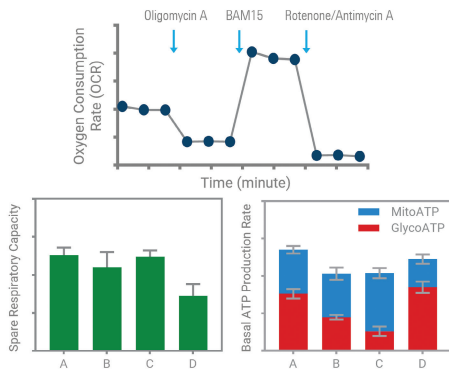 Oligomycin A BAM15 Rotenone/Antimycin A
Oxygen Consumption
Rate (OCR)
Time (minute)
Spare Respiratory Capacity
A B C D
Basal ATP Production Rate
MitoATP
GlycoATP
A B C D